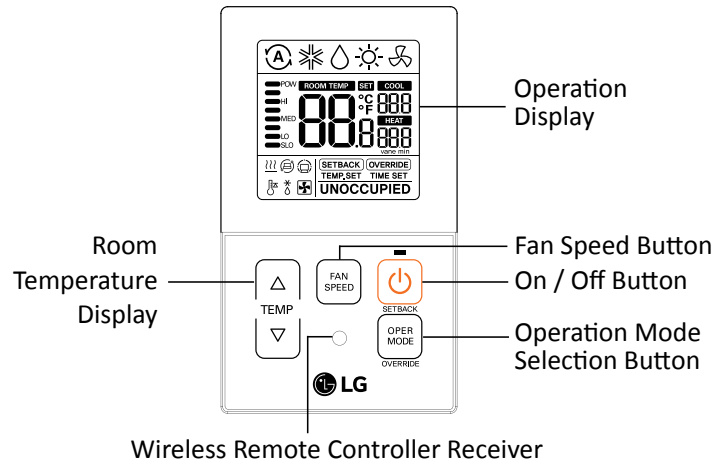 A
POW
HI
MED
LO
SLO
ROOM TEMP
SET
COOL
88.8
°C
°F
888
HEAT
888
vane min
SETBACK OVERRIDE
TEMP.SET TIME SET
UNOCCUPIED
Operation
Display
Room
Temperature
Display
TEMP
FAN
SPEED
Fan Speed Button
On / Off Button
SETBACK
OPER
MODE
OVERRIDE
Operation Mode
Selection Button
LG
Wireless Remote Controller Receiver